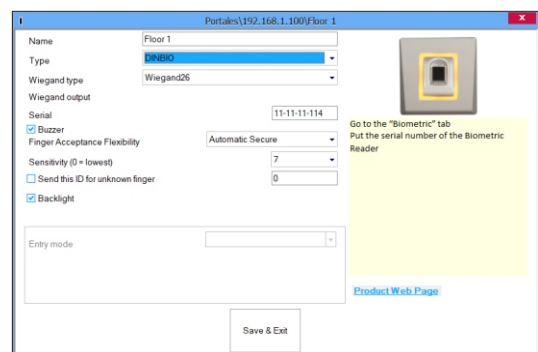 Portales\192.168.1.100\Floor 1
x
Name Floor 1
Type DINBIO
Wiegand type Wiegand26
Wiegand output
Serial 11-11-11-114
Buzzer
Finger Acceptance Flexibility Automatic Secure
Sensitivity (0 = lowest) 7
Send this ID for unknown finger 0
Backlight
Entry mode
Save & Exit
Go to the "Biometric" tab
Put the serial number of the Biometric
Reader
Product Web Page